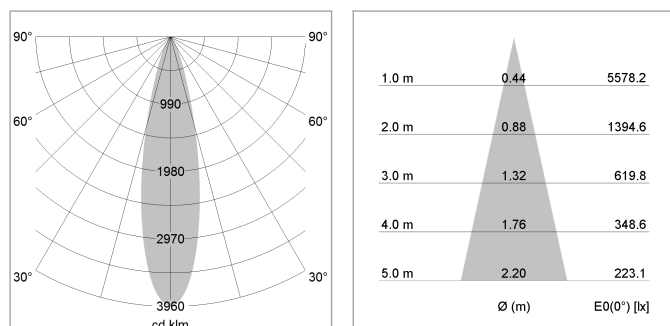 90° 90°
990
60° 60°
1980
2970
30° 30°
3960
cd klm
1.0 m 0.44 5578.2
2.0 m 0.88 1394.6
3.0 m 1.32 619.8
4.0 m 1.76 348.6
5.0 m 2.20 223.1
Ø (m) E0(0°) [lx]